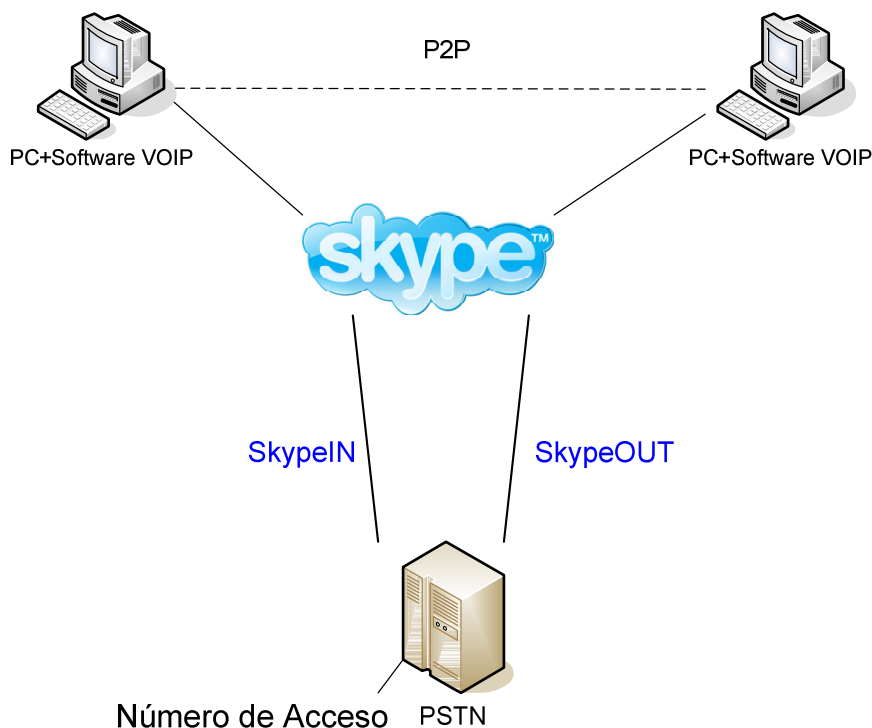 P2P
PC+Software VOIP
PC+Software VOIP
skype™
SkypeIN
SkypeOUT
Número de Acceso
PSTN